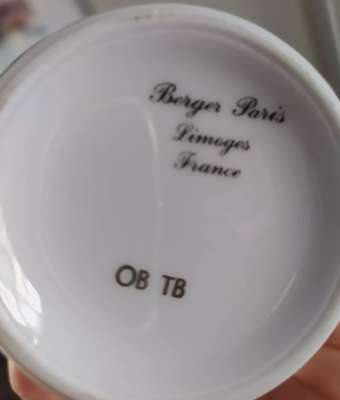 Berger Paris
Limoges
France
OB TB